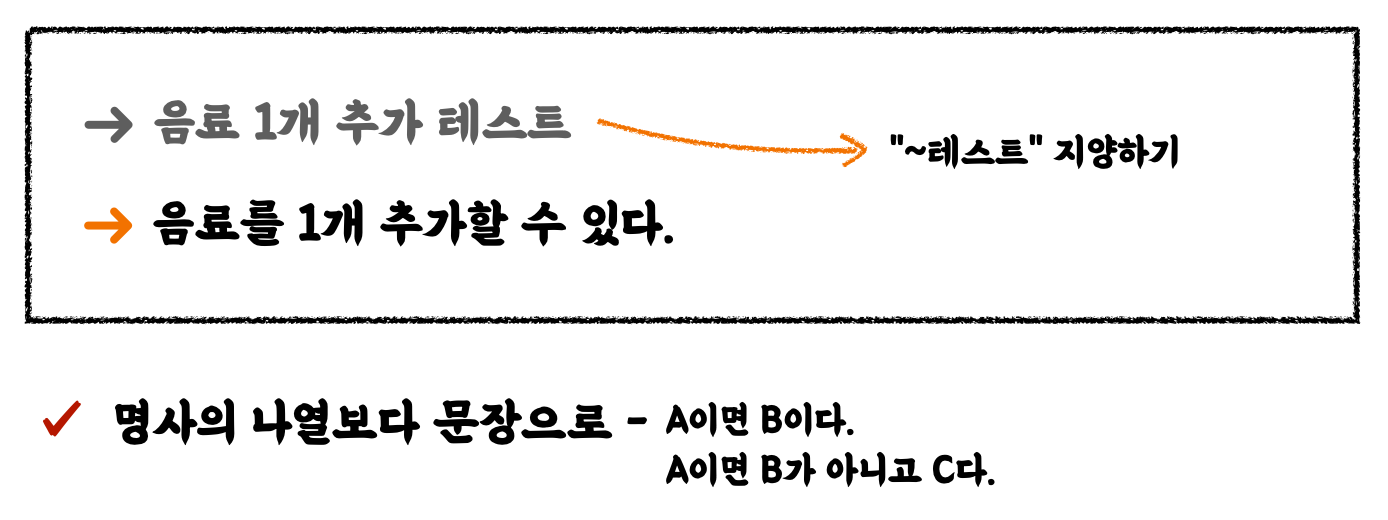 → 음료 1개 추가 테스트
"~테스트" 지양하기
→ 음료를 1개 추가할 수 있다.
✓ 명사의 나열보다 문장으로 - A이면 B이다.
A이면 B가 아니고 C다.